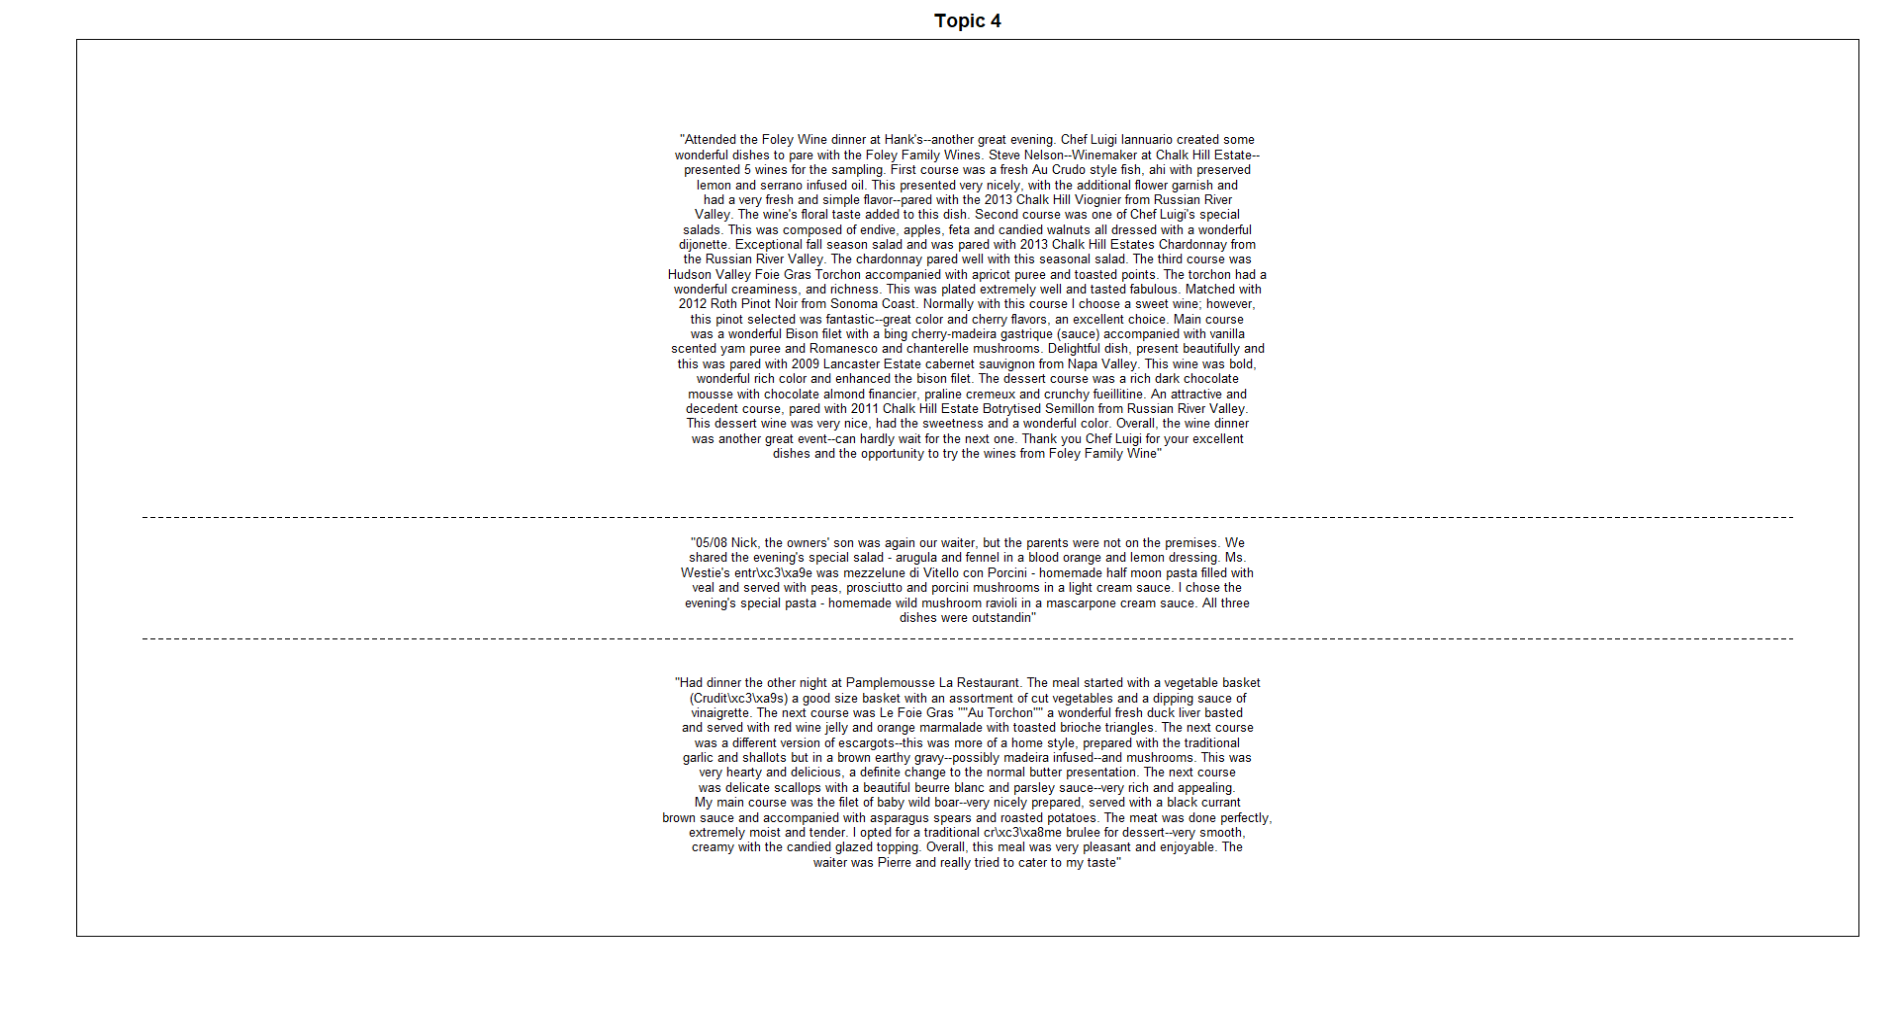 Topic 4
"Attended the Foley Wine dinner at Hank's--another great evening. Chef Luigi Iannuario created some
wonderful dishes to pare with the Foley Family Wines. Steve Nelson--Winemaker at Chalk Hill Estate--
presented 5 wines for the sampling. First course was a fresh Au Crudo style fish, ahi with preserved
lemon and serrano infused oil. This presented very nicely, with the additional flower garnish and
had a very fresh and simple flavor--pared with the 2013 Chalk Hill Viognier from Russian River
Valley. The wine's floral taste added to this dish. Second course was one of Chef Luigi's special
salads. This was composed of endive, apples, feta and candied walnuts all dressed with a wonderful
dijonette. Exceptional fall season salad and was pared with 2013 Chalk Hill Estates Chardonnay from
the Russian River Valley. The chardonnay pared well with this seasonal salad. The third course was
Hudson Valley Foie Gras Torchon accompanied with apricot puree and toasted points. The torchon had a
wonderful creaminess, and richness. This was plated extremely well and tasted fabulous. Matched with
2012 Roth Pinot Noir from Sonoma Coast. Normally with this course I choose a sweet wine; however,
this pinot selected was fantastic--great color and cherry flavors, an excellent choice. Main course
was a wonderful Bison filet with a bing cherry-madeira gastrique (sauce) accompanied with vanilla
scented yam puree and Romanesco and chanterelle mushrooms. Delightful dish, present beautifully and
this was pared with 2009 Lancaster Estate cabernet sauvignon from Napa Valley. This wine was bold,
wonderful rich color and enhanced the bison filet. The dessert course was a rich dark chocolate
mousse with chocolate almond financier, praline cremeux and crunchy fueillitine. An attractive and
decedent course, pared with 2011 Chalk Hill Estate Botrytised Semillon from Russian River Valley.
This dessert wine was very nice, had the sweetness and a wonderful color. Overall, the wine dinner
was another great event--can hardly wait for the next one. Thank you Chef Luigi for your excellent
dishes and the opportunity to try the wines from Foley Family Wine"
"05/08 Nick, the owners' son was again our waiter, but the parents were not on the premises. We
shared the evening's special salad - arugula and fennel in a blood orange and lemon dressing. Ms.
Westie's entr\xc3\xa9e was mezzelune di Vitello con Porcini - homemade half moon pasta filled with
veal and served with peas, prosciutto and porcini mushrooms in a light cream sauce. I chose the
evening's special pasta - homemade wild mushroom ravioli in a mascarpone cream sauce. All three
dishes were outstandin"
"Had dinner the other night at Pamplemousse La Restaurant. The meal started with a vegetable basket
(Crudit\xc3\xa9s) a good size basket with an assortment of cut vegetables and a dipping sauce of
vinaigrette. The next course was Le Foie Gras ""Au Torchon"" a wonderful fresh duck liver basted
and served with red wine jelly and orange marmalade with toasted brioche triangles. The next course
was a different version of escargots--this was more of a home style, prepared with the traditional
garlic and shallots but in a brown earthy gravy--possibly madeira infused--and mushrooms. This was
very hearty and delicious, a definite change to the normal butter presentation. The next course
was delicate scallops with a beautiful beurre blanc and parsley sauce--very rich and appealing.
My main course was the filet of baby wild boar--very nicely prepared, served with a black currant
brown sauce and accompanied with asparagus spears and roasted potatoes. The meat was done perfectly,
extremely moist and tender. I opted for a traditional cr\xc3\xa8me brulee for dessert--very smooth,
creamy with the candied glazed topping. Overall, this meal was very pleasant and enjoyable. The
waiter was Pierre and really tried to cater to my taste"